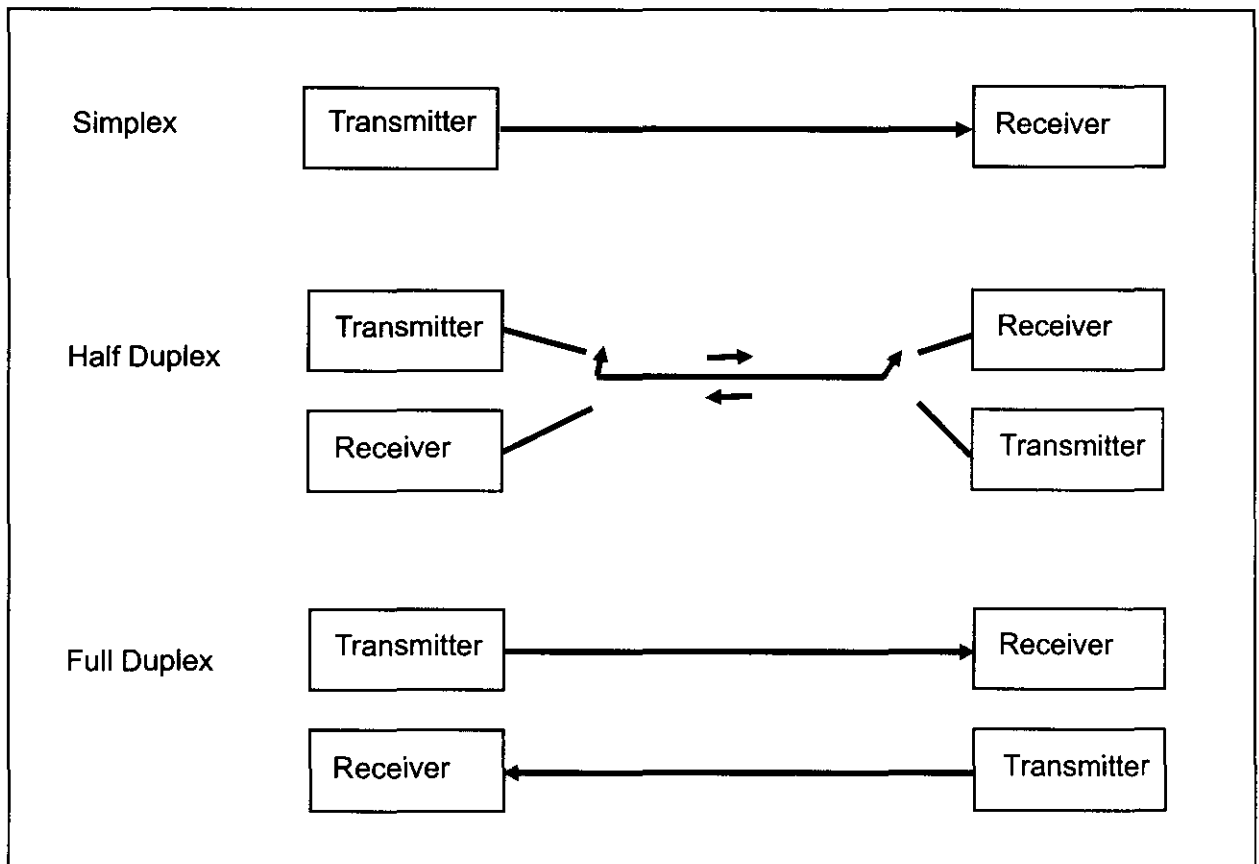 Simplex
Transmitter
Receiver
Transmitter
Receiver
Half Duplex
Receiver
Transmitter
Transmitter
Receiver
Full Duplex
Receiver
Transmitter